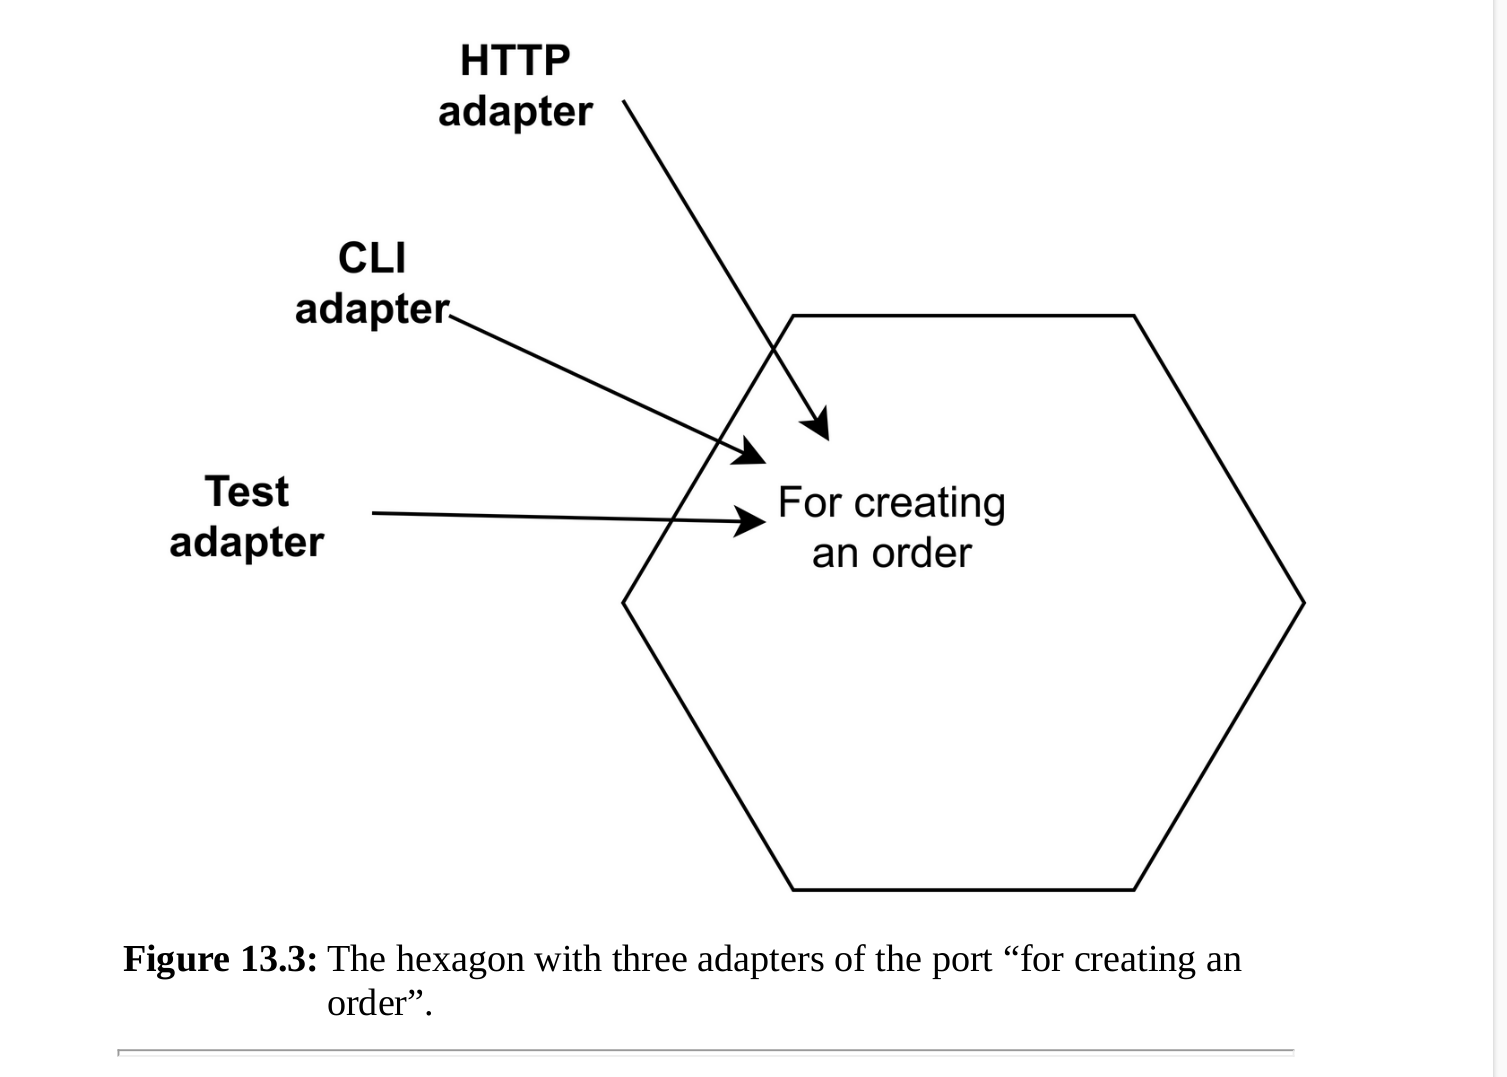 HTTP
adapter
CLI
adapter
Test
adapter
For creating
an order
Figure 13.3: The hexagon with three adapters of the port “for creating an
order”.